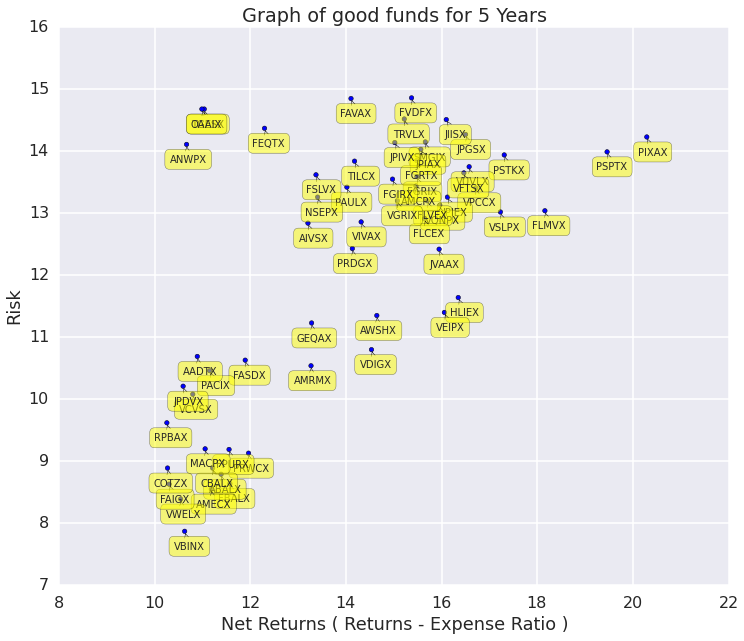 Graph of good funds for 5 Years
16
15
14
13
12
11
10
9
8
7
Risk
FAVAX
FVDFX
TRVLX
JIISX
FEQTX
JPGSX
ANWPX
JPIVX
JPIAX
PIXAX
PSPTX
PSTKX
TILCX
FGRTX
FSLVX
FGIRX
VFTSX
PAULX
VPCCX
NSEPX
VGRIX
FLVEX
VSLPX
FLMVX
AIVSX
VIVAX
FLCEX
PRDGX
JVAAX
HLIEX
VEIPX
AWSHX
GEQAX
VDIGX
AMRMX
AADTX
FASDX
PACIX
JPDVX
VCVSX
RPBAX
MACPX
PRWCX
COTZX
CBALX
FAIGX
AMECX
VWELX
VBINX
8 10 12 14 16 18 20 22
Net Returns ( Returns - Expense Ratio )